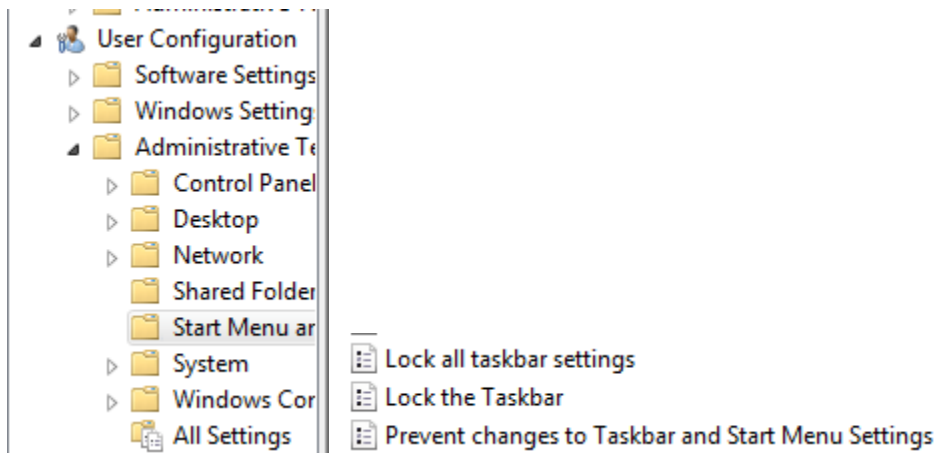 User Configuration
Software Settings
Windows Setting
Administrative Te
Control Panel
Desktop
Network
Shared Folder
Start Menu an
System
Windows Cor
All Settings
Lock all taskbar settings
Lock the Taskbar
Prevent changes to Taskbar and Start Menu Settings